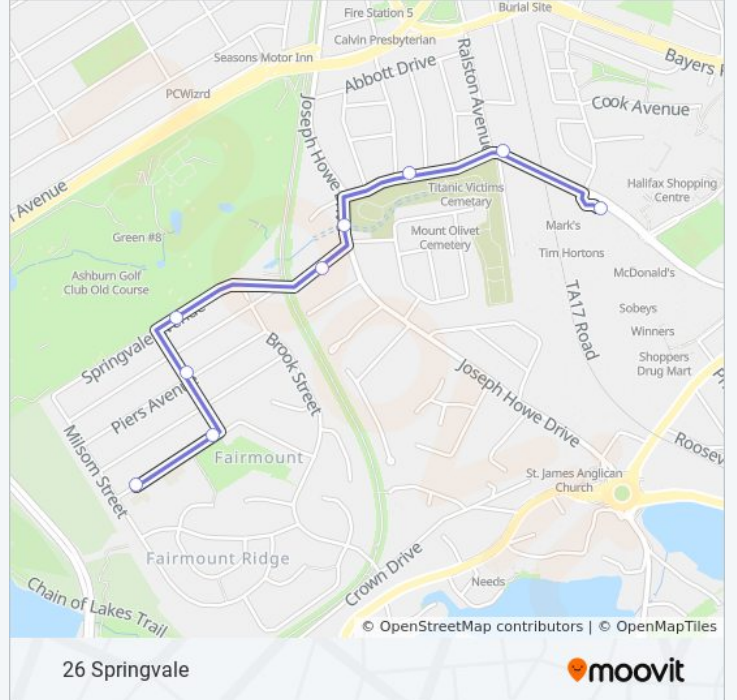 Fire Station 5
Burial Site
Calvin Presbyterian
Seasons Motor Inn
Abbott Drive
Ralston Avenue
Bayers
PCWizrd
Cook Avenue
Joseph Howe
Avenue
Titanic Victims
Cemetary
Halifax Shopping
Centre
Mount Olivet
Cemetery
Mark's
Green #8
Tim Hortons
Ashburn Golf
Club Old Course
McDonald's
TA17 Road
Sobeys
Springvale Avenue
Winners
Brook Street
Shoppers
Drug Mart
Joseph Howe Drive
Piers Avenue
Milsom Street
Roosev
Fairmount
St. James Anglican
Church
Fairmount Ridge
Crown Drive
Needs
Chain of Lakes Trail
© OpenStreetMap contributors | © OpenMapTiles
26 Springvale
moovit